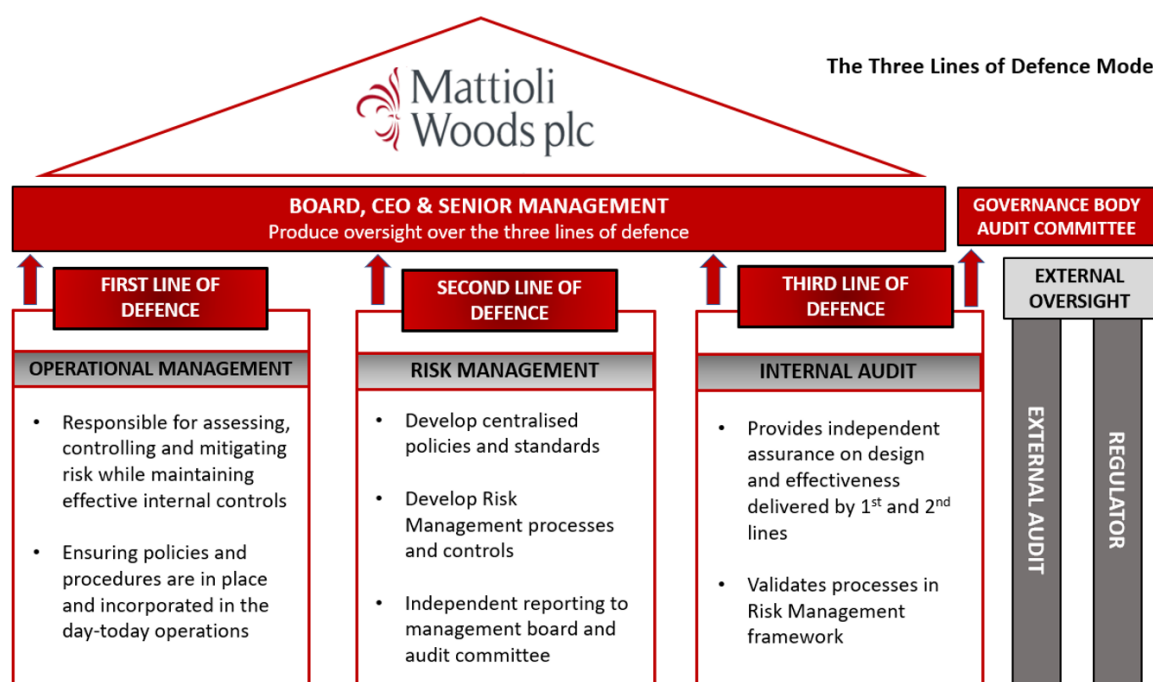 The Three Lines of Defence Mode
Mattioli
Woods plc
BOARD, CEO & SENIOR MANAGEMENT
Produce oversight over the three lines of defence
GOVERNANCE BODY
AUDIT COMMITTEE
FIRST LINE OF
DEFENCE
OPERATIONAL MANAGEMENT
• Responsible for assessing,
controlling and mitigating
risk while maintaining
effective internal controls
• Ensuring policies and
procedures are in place
and incorporated in the
day-today operations
SECOND LINE OF
DEFENCE
RISK MANAGEMENT
• Develop centralised
policies and standards
• Develop Risk
Management processes
and controls
• Independent reporting to
management board and
audit committee
THIRD LINE OF
DEFENCE
INTERNAL AUDIT
• Provides independent
assurance on design
and effectiveness
delivered by 1st and 2nd
lines
• Validates processes in
Risk Management
framework
EXTERNAL
OVERSIGHT
EXTERNAL AUDIT
REGULATOR